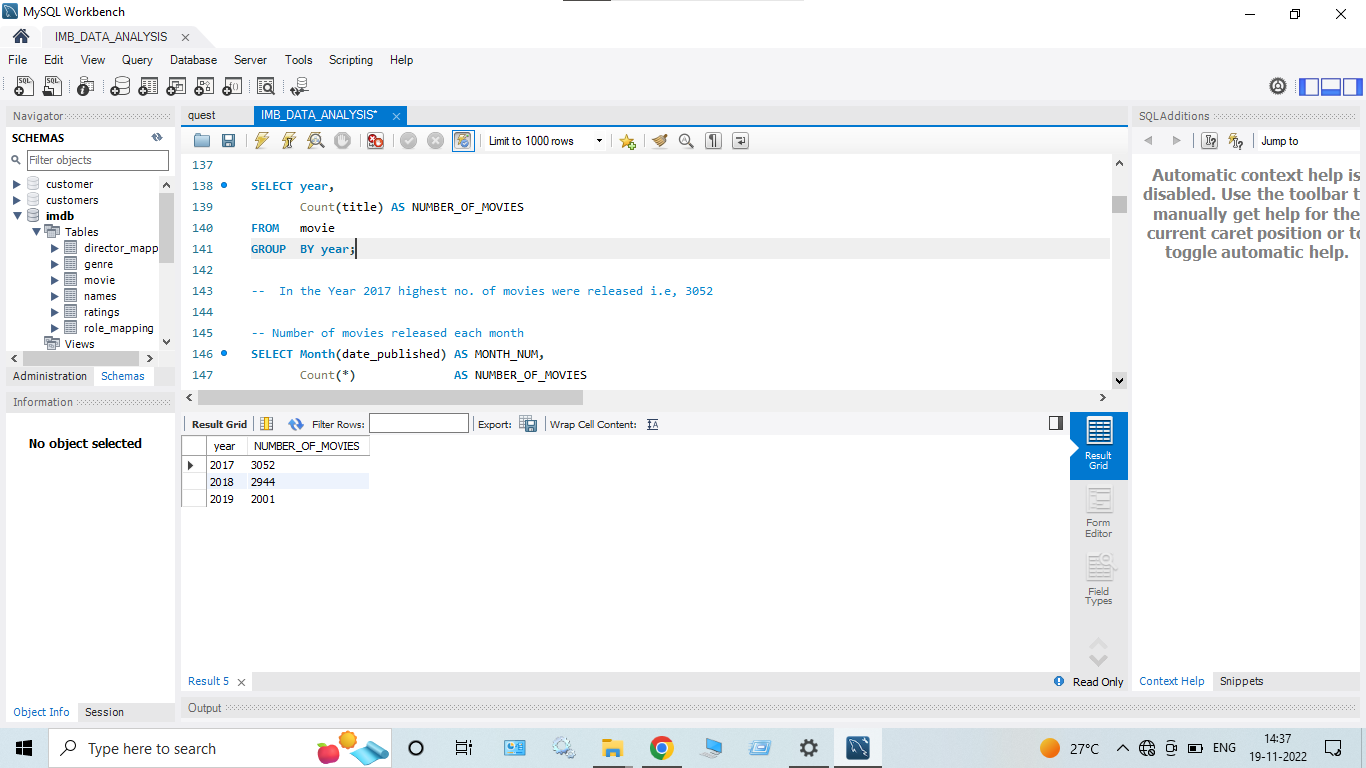 MySQL Workbench
IMB_DATA_ANALYSIS
File Edit View Query Database Server Tools Scripting Help
Navigator
SCHEMAS
Filter objects
customer
customers
imdb
Tables
director_mapp
genre
movie
names
ratings
role_mapping
Views
Administration Schemas
Information
No object selected
Object Info Session
quest IMB_DATA_ANALYSIS*
Limit to 1000 rows
137
138 SELECT year,
139 Count(title) AS NUMBER_OF_MOVIES
140 FROM movie
141 GROUP BY year;
142
143 -- In the Year 2017 highest no. of movies were released i.e, 3052
144
145 -- Number of movies released each month
146 SELECT Month(date_published) AS MONTH_NUM,
147 Count(*) AS NUMBER_OF_MOVIES
Result Grid Filter Rows: Export: Wrap Cell Content:
year NUMBER_OF_MOVIES
2017 3052
2018 2944
2019 2001
Result Grid
Form Editor
Field Types
Result 5
Read Only
Output
SQLAdditions
Jump to
Automatic context help is
disabled. Use the toolbar t
manually get help for the
current caret position or to
toggle automatic help.
Context Help Snippets
Type here to search
27°C ENG
14:37
19-11-2022